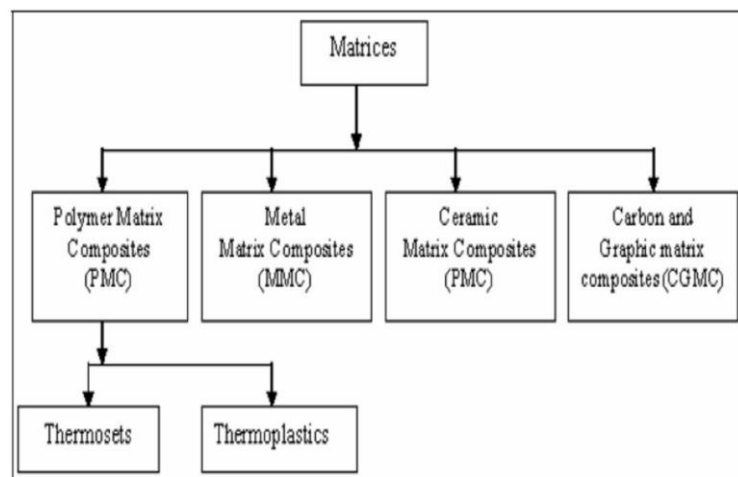 Matrices
Polymer Matrix
Composites
(PMC)
Metal
Matrix Composites
(MMC)
Ceramic
Matrix Composites
(PMC)
Carbon and
Graphic matrix
composites (CGMC)
Thermosets
Thermoplastics